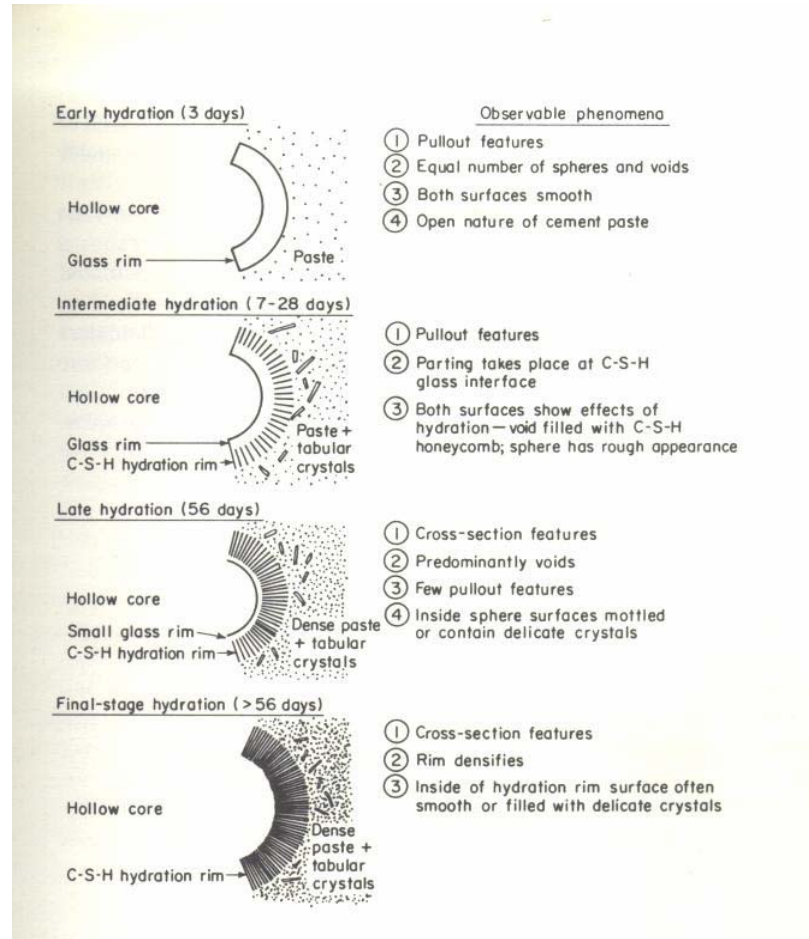 Early hydration (3 days)
Observable phenomena
Hollow core
Glass rim
Paste
1 Pullout features
2 Equal number of spheres and voids
3 Both surfaces smooth
4 Open nature of cement paste
Intermediate hydration (7-28 days)
Hollow core
Glass rim
C-S-H hydration rim
Paste +
tabular
crystals
1 Pullout features
2 Parting takes place at C-S-H
glass interface
3 Both surfaces show effects of
hydration — void filled with C-S-H
honeycomb; sphere has rough appearance
Late hydration (56 days)
Hollow core
Small glass rim
C-S-H hydration rim
Dense paste
+ tabular
crystals
1 Cross-section features
2 Predominantly voids
3 Few pullout features
4 Inside sphere surfaces mottled
or contain delicate crystals
Final-stage hydration (>56 days)
Hollow core
C-S-H hydration rim
Dense
paste +
tabular
crystals
1 Cross-section features
2 Rim densifies
3 Inside of hydration rim surface often
smooth or filled with delicate crystals